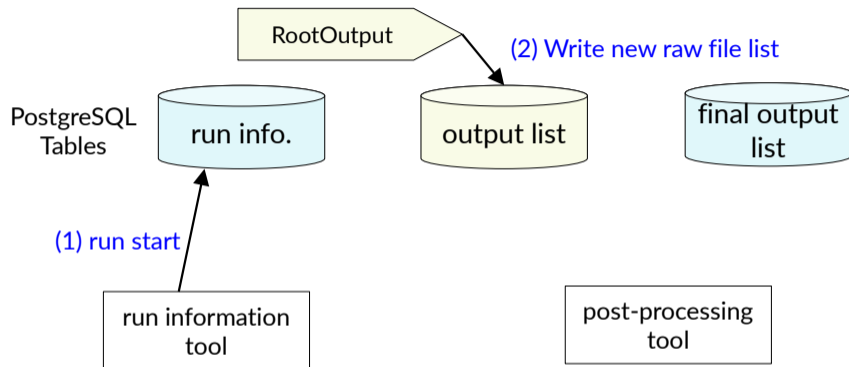 RootOutput
(2) Write new raw file list
PostgreSQL
Tables
run info.
output list
final output
list
(1) run start
run information
tool
post-processing
tool